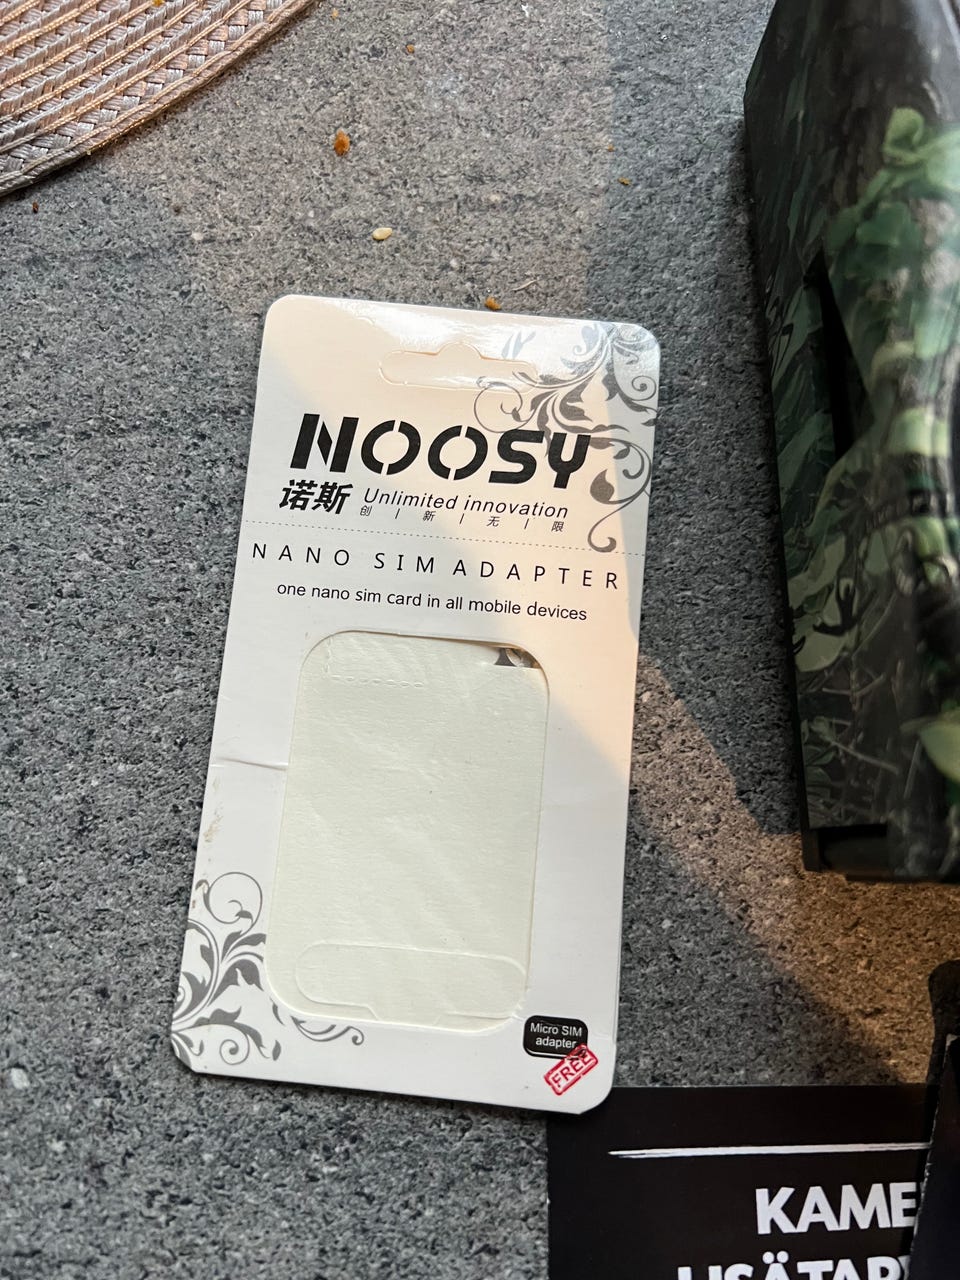 NOOSY
诺斯 Unlimited innovation
创 | 新 | 无 | 限
NANO SIM ADAPTER
one nano sim card in all mobile devices
Micro SIM
adapter
FREE